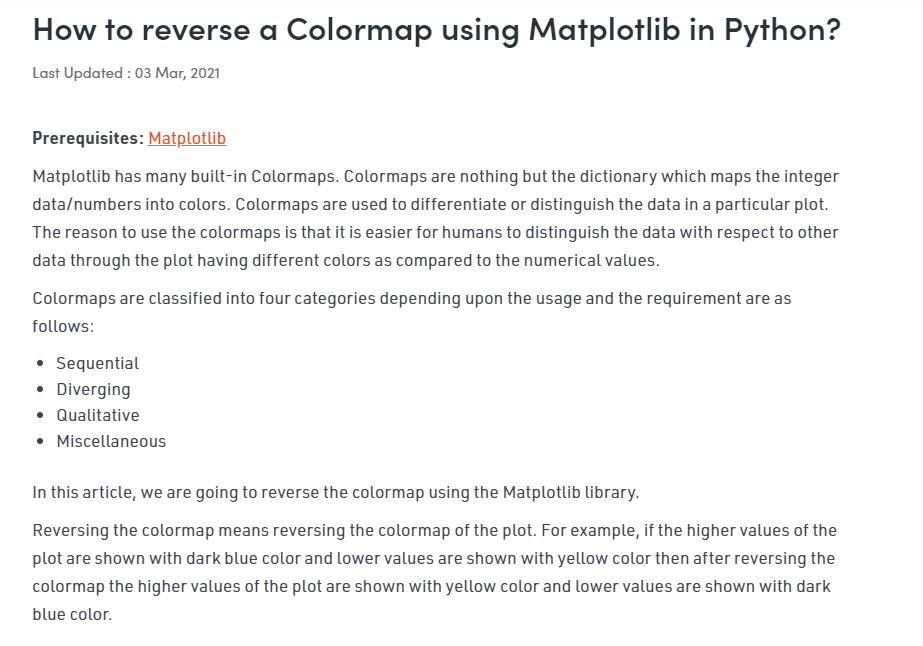 How to reverse a Colormap using Matplotlib in Python?
Last Updated : 03 Mar, 2021
Prerequisites: Matplotlib
Matplotlib has many built-in Colormaps. Colormaps are nothing but the dictionary which maps the integer
data/numbers into colors. Colormaps are used to differentiate or distinguish the data in a particular plot.
The reason to use the colormaps is that it is easier for humans to distinguish the data with respect to other
data through the plot having different colors as compared to the numerical values.
Colormaps are classified into four categories depending upon the usage and the requirement are as
follows:
• Sequential
• Diverging
• Qualitative
• Miscellaneous
In this article, we are going to reverse the colormap using the Matplotlib library.
Reversing the colormap means reversing the colormap of the plot. For example, if the higher values of the
plot are shown with dark blue color and lower values are shown with yellow color then after reversing the
colormap the higher values of the plot are shown with yellow color and lower values are shown with dark
blue color.